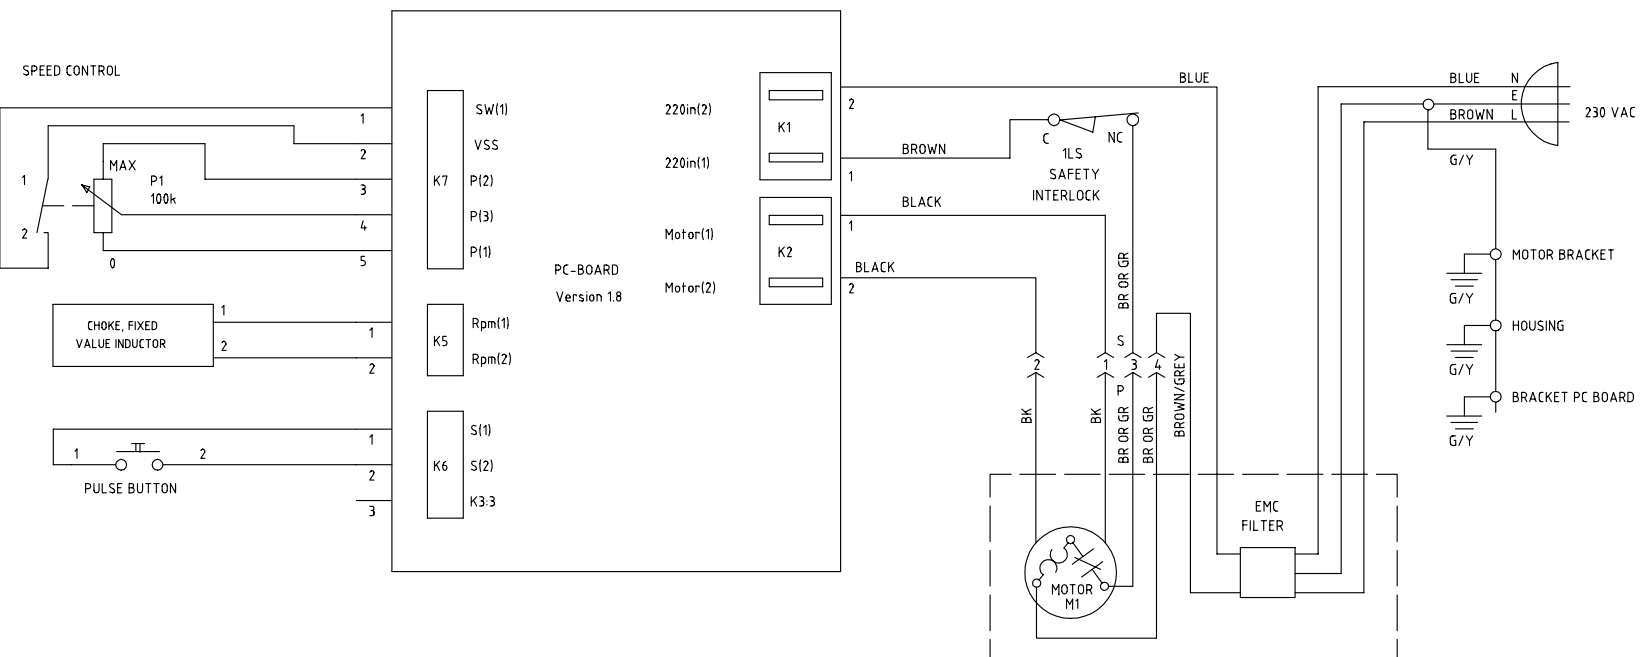 SPEED CONTROL
1
2
MAX
P1
100k
0
1
2
3
4
5
K7
SW(1)
VSS
P(2)
P(3)
P(1)
CHOKE, FIXED
VALUE INDUCTOR
1
2
1
2
K5
Rpm(1)
Rpm(2)
1
2
PULSE BUTTON
1
2
3
K6
S(1)
S(2)
K3:3
PC-BOARD
Version 1.8
220in(2)
220in(1)
K1
2
1
Motor(1)
Motor(2)
K2
1
2
BLUE
BROWN
C
NC
1LS
SAFETY
INTERLOCK
BLACK
BLACK
BR OR GR
S
2
1
3
4
P
BK
BK
BR OR GR
BR OR GR
BROWN/GREY
MOTOR
M1
EMC
FILTER
BLUE
N
E
BROWN
L
230 VAC
G/Y
MOTOR BRACKET
G/Y
HOUSING
G/Y
BRACKET PC BOARD
G/Y